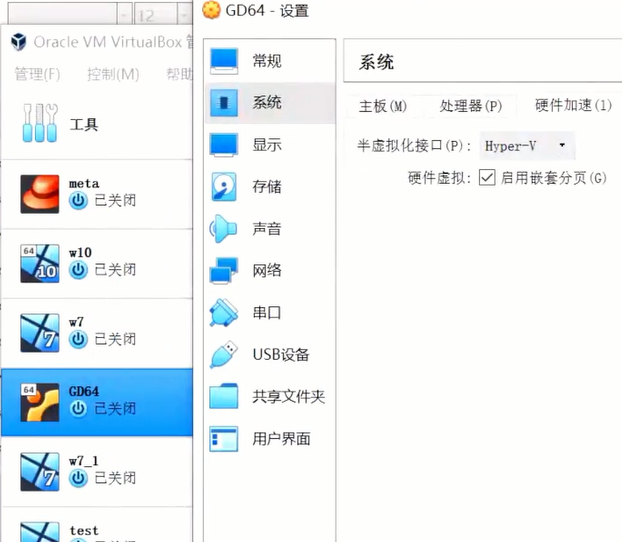 12
Oracle VM VirtualBox
管理(F) 控制(M) 帮助
工具
meta
已关闭
64
10
w10
已关闭
7
w7
已关闭
64
GD64
已关闭
7
w7_1
已关闭
test
GD64 - 设置
常规
系统
显示
存储
声音
网络
串口
USB设备
共享文件夹
用户界面
系统
主板(M) 处理器(P) 硬件加速(l)
半虚拟化接口(P): Hyper-V
硬件虚拟: 启用嵌套分页(G)